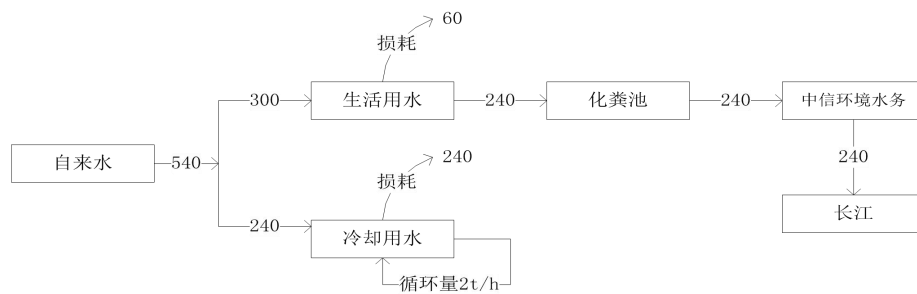 60
损耗
300
生活用水
240
化粪池
240
中信环境水务
自来水
540
240
损耗
240
长江
240
冷却用水
循环量2t/h